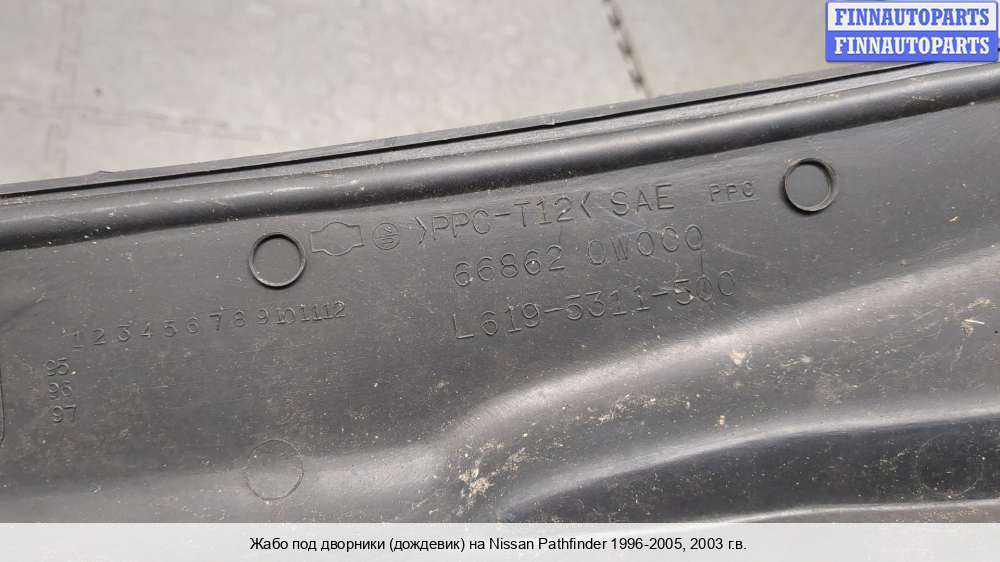 FINNAUTOPARTS
FINNAUTOPARTS
>PPC-T12< SAE PPC
66862 0W000
L619-5311-500
1 2 3 4 5 6 7 8 9 10 11 12
95
96
97
Жабо под дворники (дождевик) на Nissan Pathfinder 1996-2005, 2003 г.в.